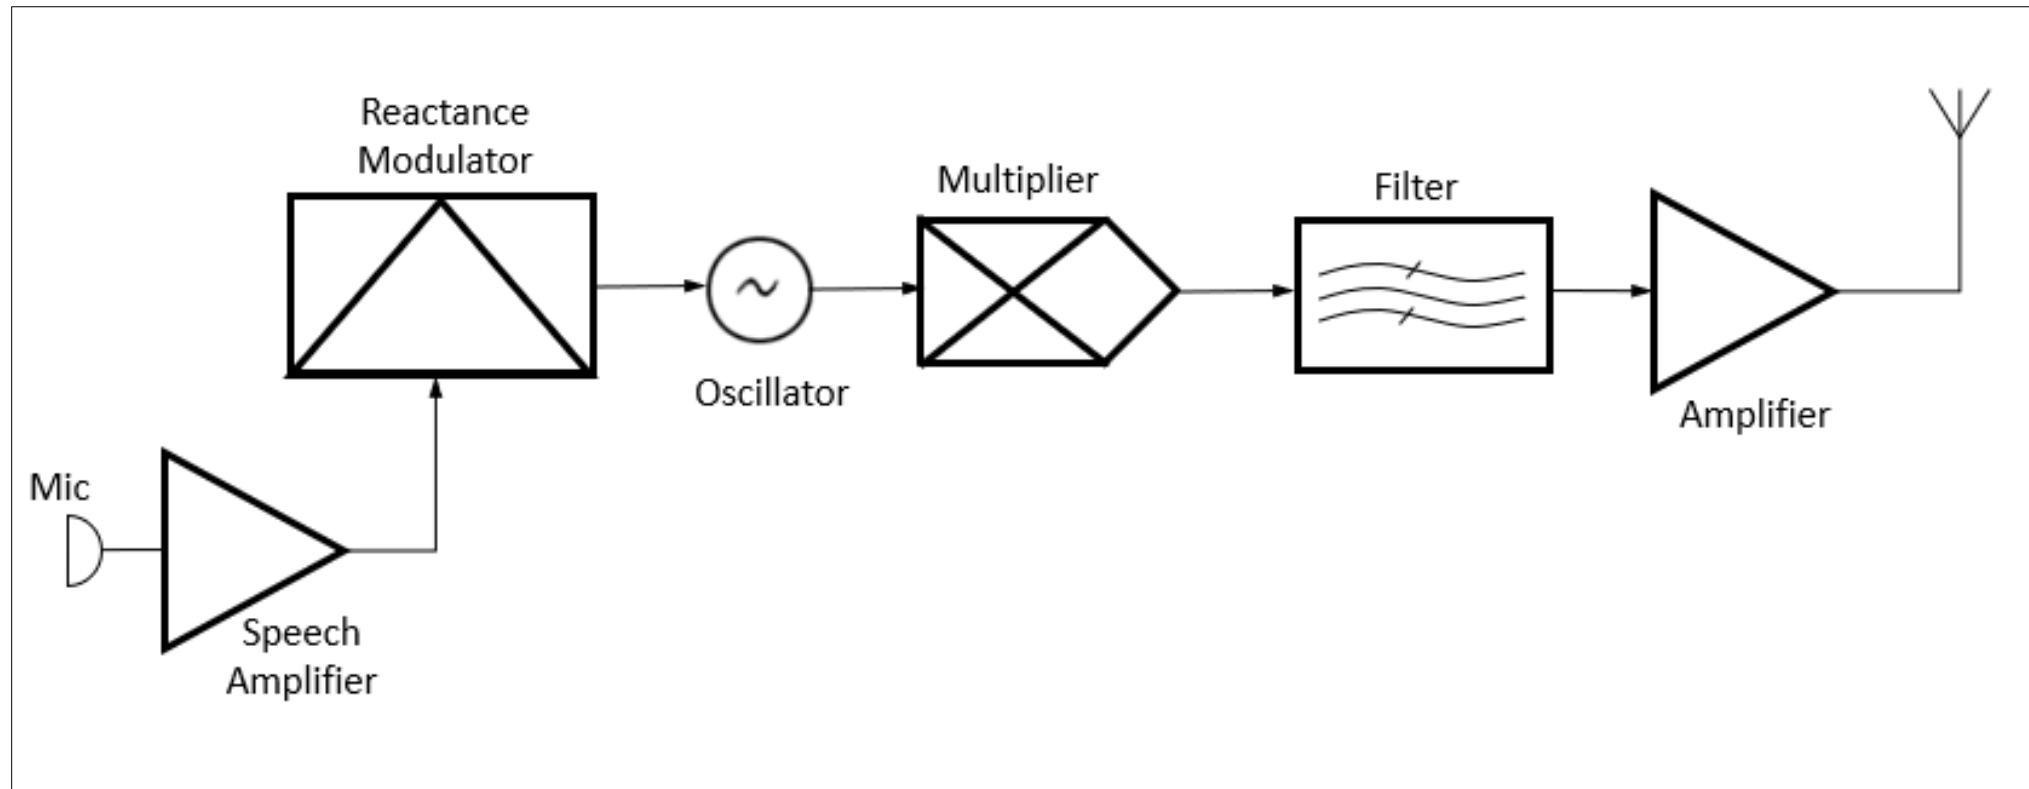 Reactance
Modulator
Multiplier
Filter
Oscillator
Amplifier
Mic
Speech
Amplifier